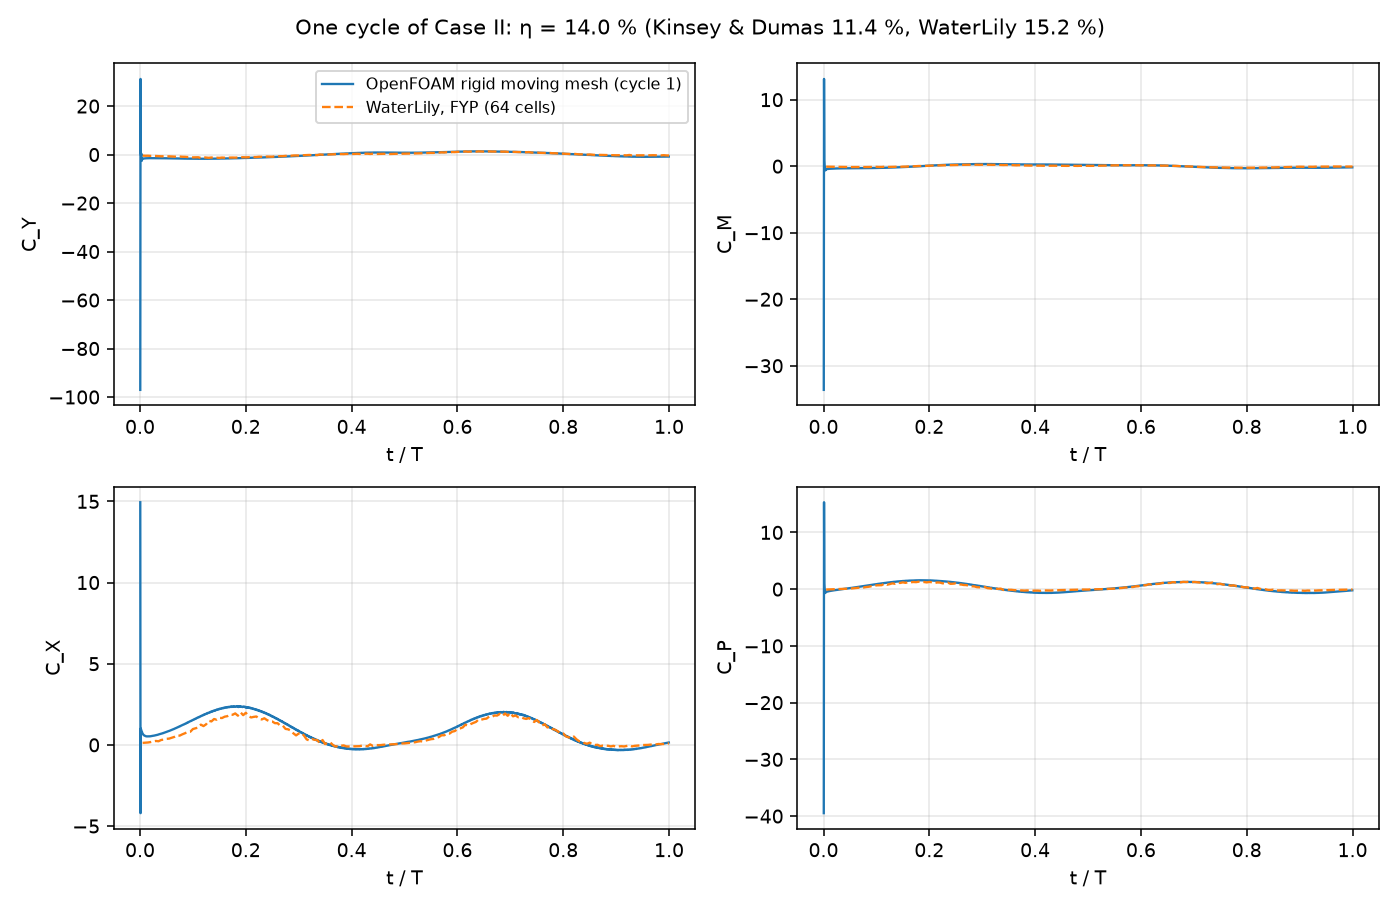 One cycle of Case II: η = 14.0 % (Kinsey & Dumas 11.4 %, WaterLily 15.2 %)
OpenFOAM rigid moving mesh (cycle 1)
WaterLily, FYP (64 cells)
C_Y
20
0
−20
−40
−60
−80
−100
0.0 0.2 0.4 0.6 0.8 1.0
t / T
C_M
10
0
−10
−20
−30
0.0 0.2 0.4 0.6 0.8 1.0
t / T
C_X
15
10
5
0
−5
0.0 0.2 0.4 0.6 0.8 1.0
t / T
C_P
10
0
−10
−20
−30
−40
0.0 0.2 0.4 0.6 0.8 1.0
t / T